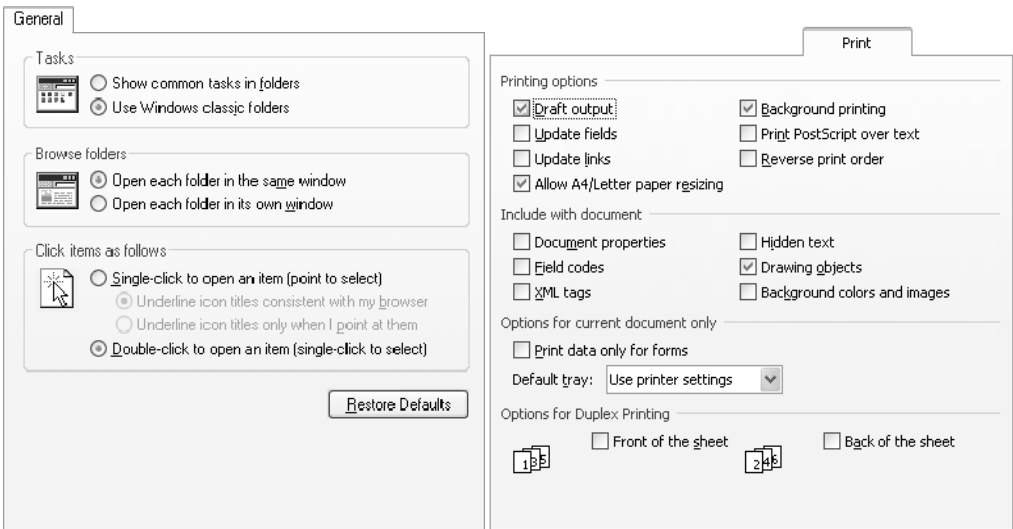 General
Tasks
Show common tasks in folders
Use Windows classic folders
Browse folders
Open each folder in the same window
Open each folder in its own window
Click items as follows
Single-click to open an item (point to select)
Underline icon titles consistent with my browser
Underline icon titles only when I point at them
Double-click to open an item (single-click to select)
Restore Defaults
Print
Printing options
Draft output
Background printing
Update fields
Print PostScript over text
Update links
Reverse print order
Allow A4/Letter paper resizing
Include with document
Document properties
Hidden text
Field codes
Drawing objects
XML tags
Background colors and images
Options for current document only
Print data only for forms
Default tray: Use printer settings
Options for Duplex Printing
1 3 5 Front of the sheet
2 4 6 Back of the sheet